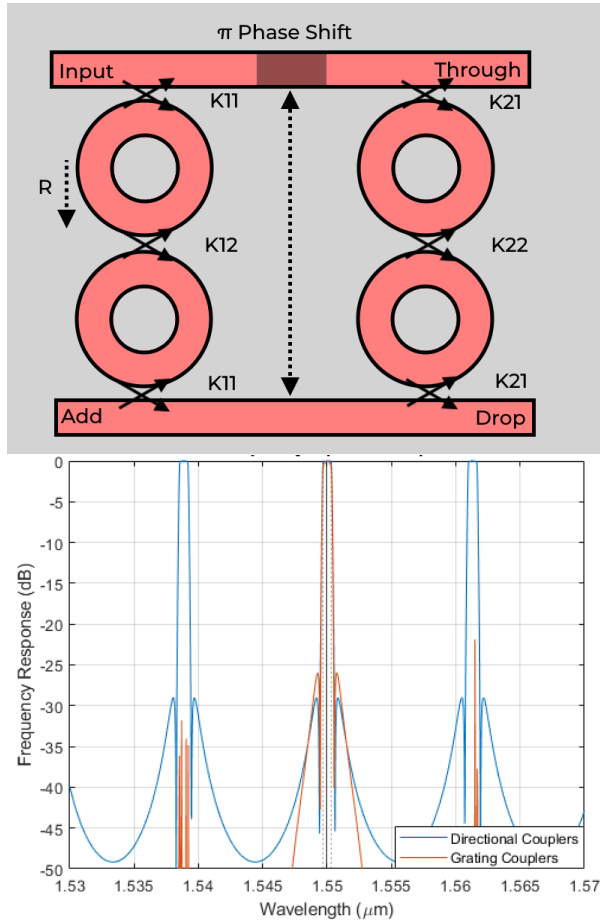 π Phase Shift
Input
Through
K11
K21
R
K12
K22
K11
K21
Add
Drop
Frequency Response (dB)
0
-5
-10
-15
-20
-25
-30
-35
-40
-45
-50
Directional Couplers
Grating Couplers
1.53
1.535
1.54
1.545
1.55
1.555
1.56
1.565
1.57
Wavelength (μm)